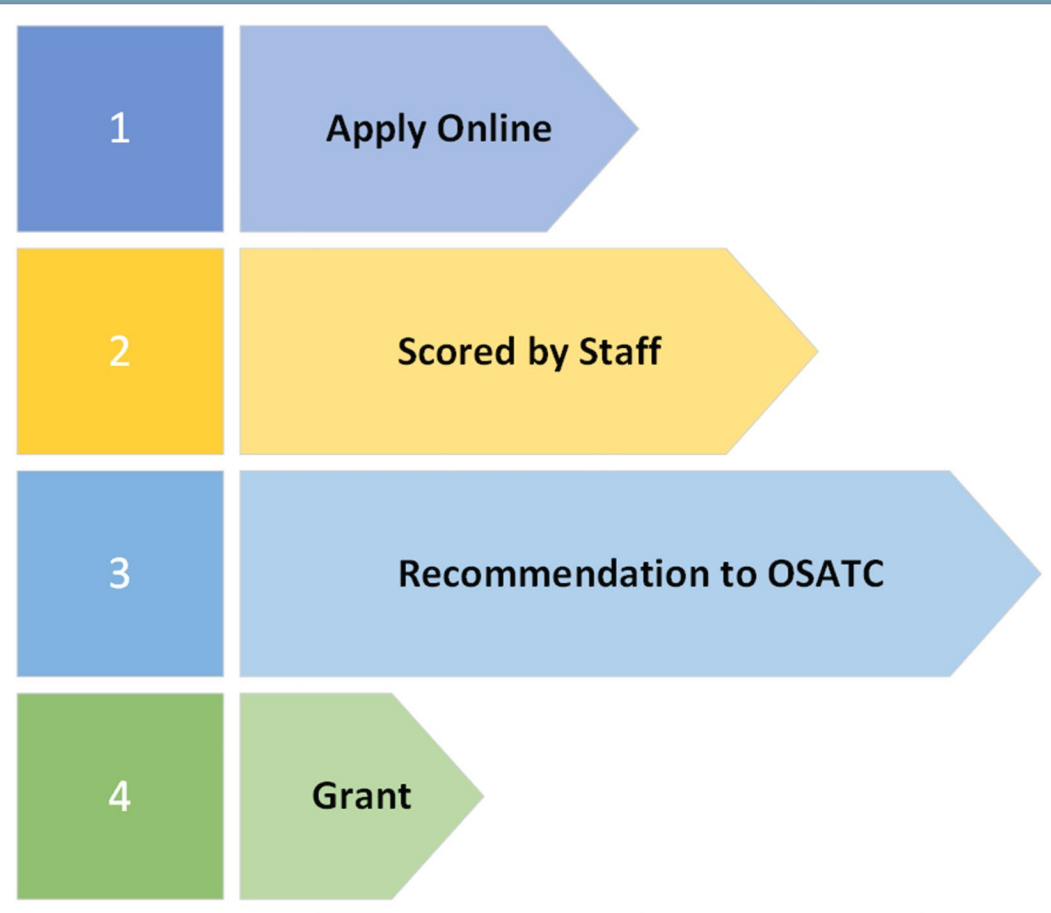 1
Apply Online
2
Scored by Staff
3
Recommendation to OSATC
4
Grant